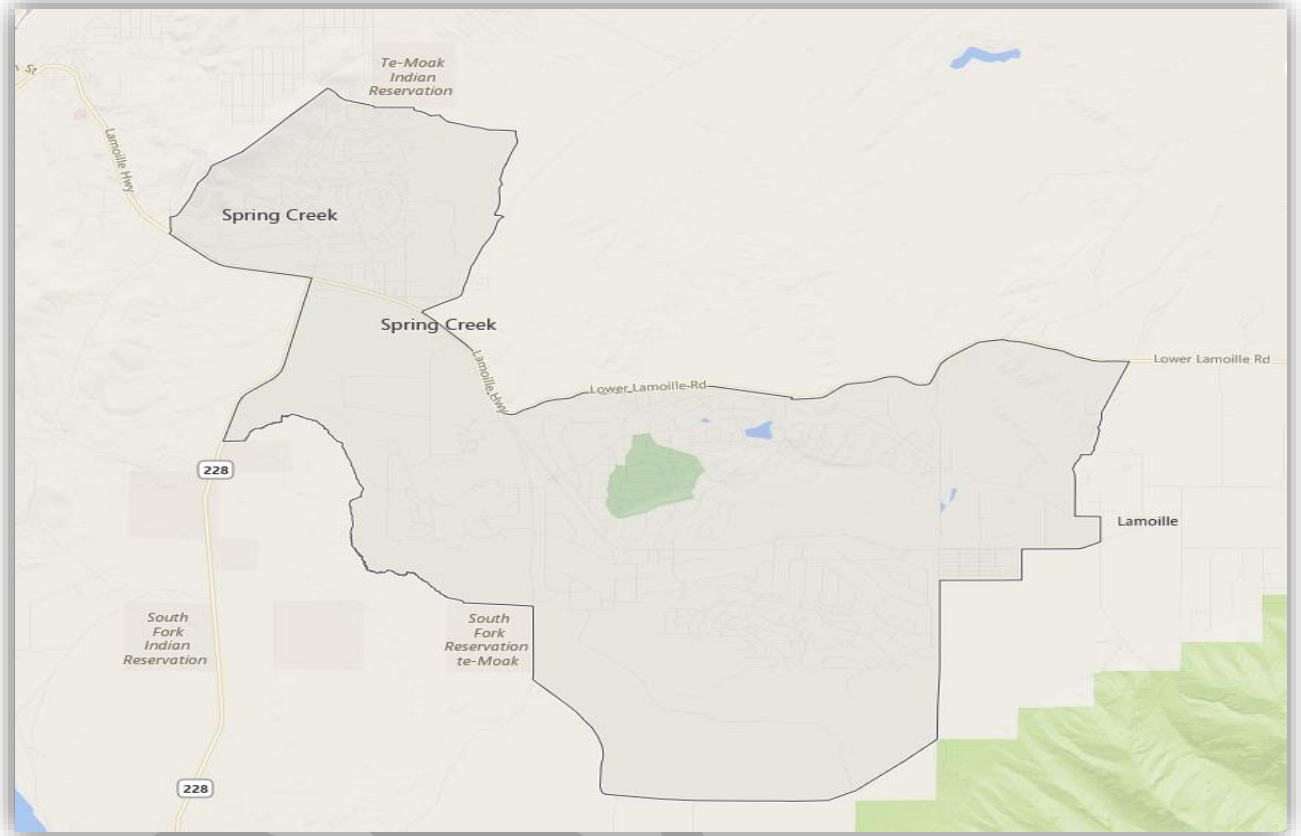 St
Te-Moak
Indian
Reservation
Lamoille Hwy
Spring Creek
Spring Creek
Lamoille Hwy
Lower Lamoille Rd
Lower Lamoille Rd
228
Lamoille
South
Fork
Indian
Reservation
South
Fork
Reservation
te-Moak
228